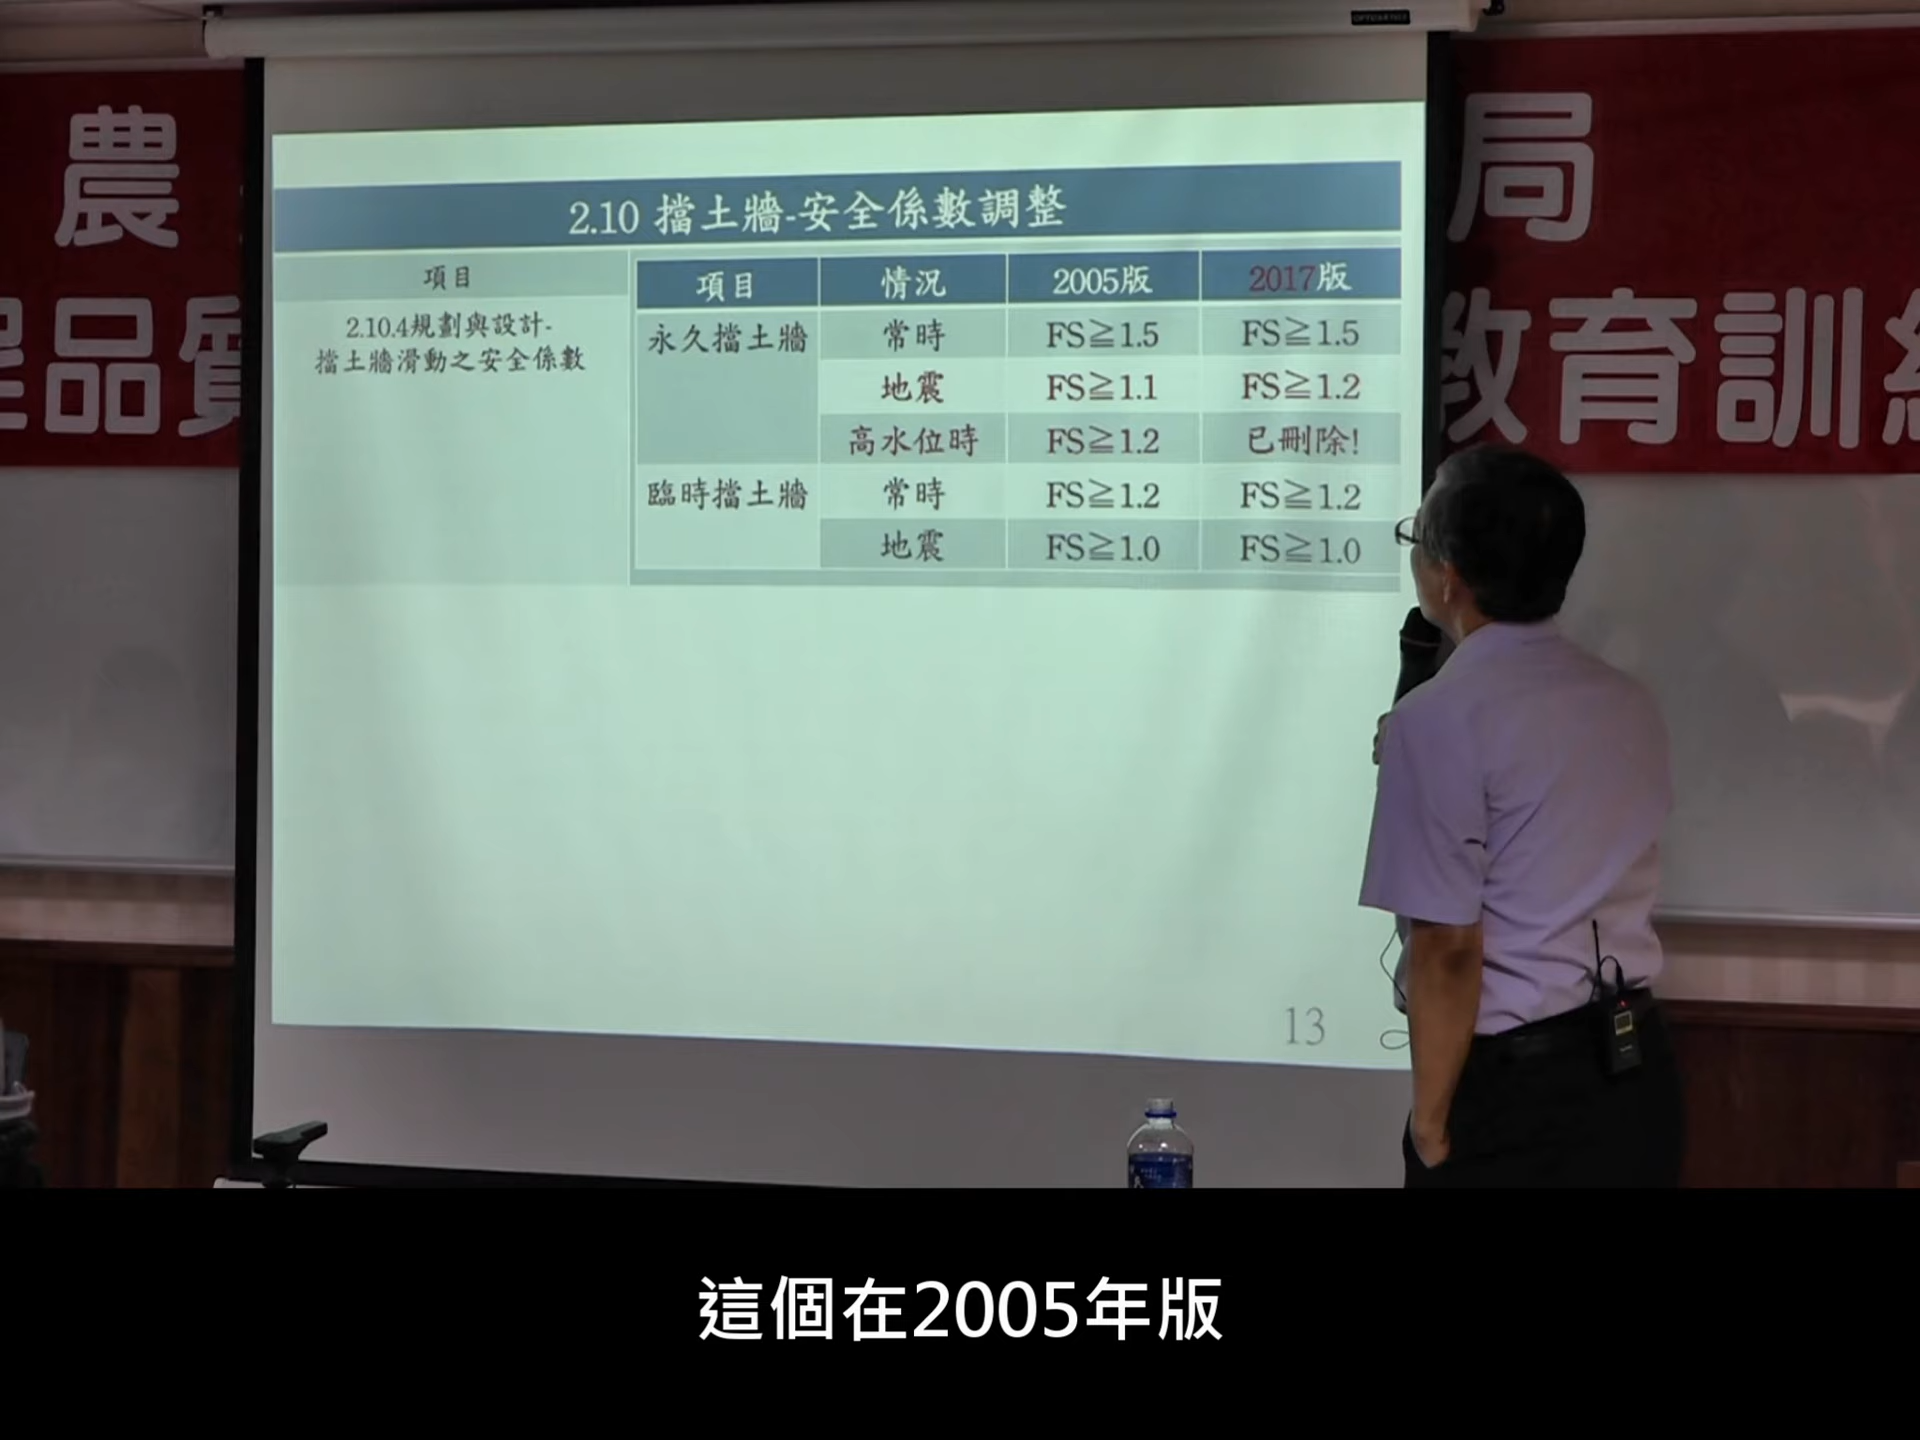 農
局
品質
教育訓
2.10 擋土牆-安全係數調整
項目
2.10.4規劃與設計-
擋土牆滑動之安全係數
項目 情況 2005版 2017版
永久擋土牆 常時 FS≧1.5 FS≧1.5
地震 FS≧1.1 FS≧1.2
高水位時 FS≧1.2 已刪除!
臨時擋土牆 常時 FS≧1.2 FS≧1.2
地震 FS≧1.0 FS≧1.0
13
這個在2005年版